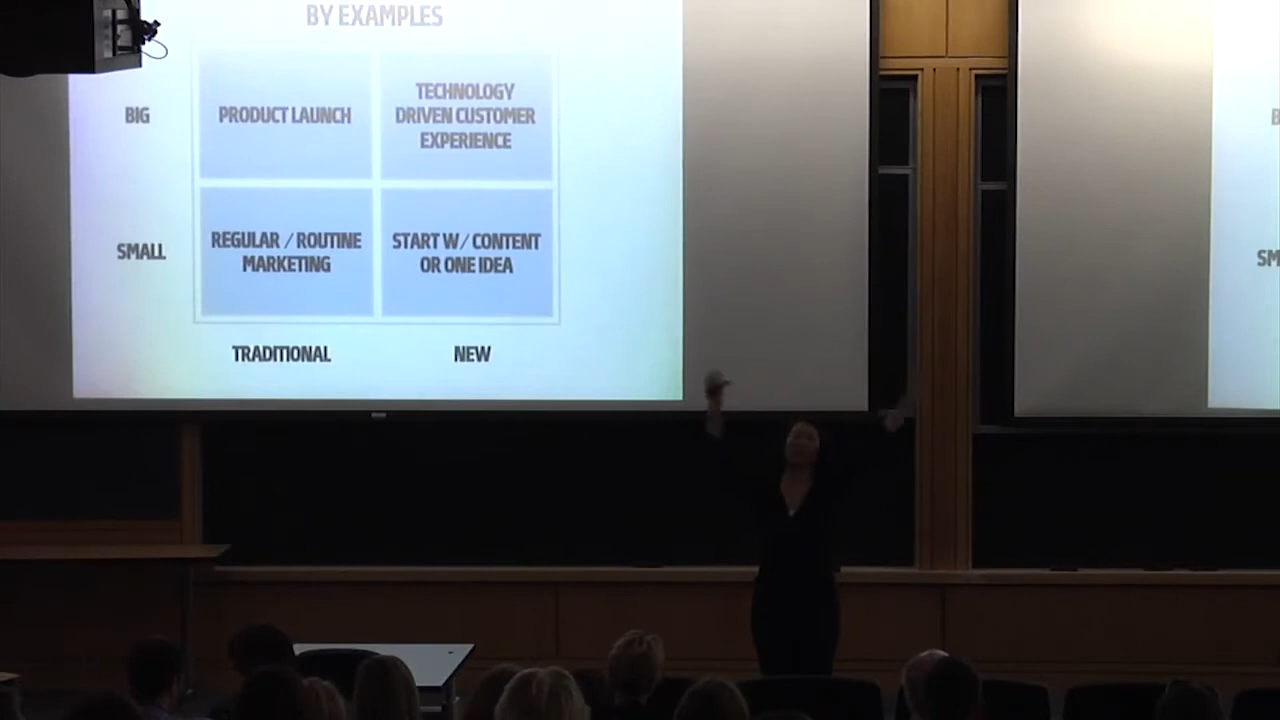 BY EXAMPLES
BIG
PRODUCT LAUNCH
TECHNOLOGY
DRIVEN CUSTOMER
EXPERIENCE
SMALL
REGULAR / ROUTINE
MARKETING
START W/ CONTENT
OR ONE IDEA
TRADITIONAL
NEW
B
SM